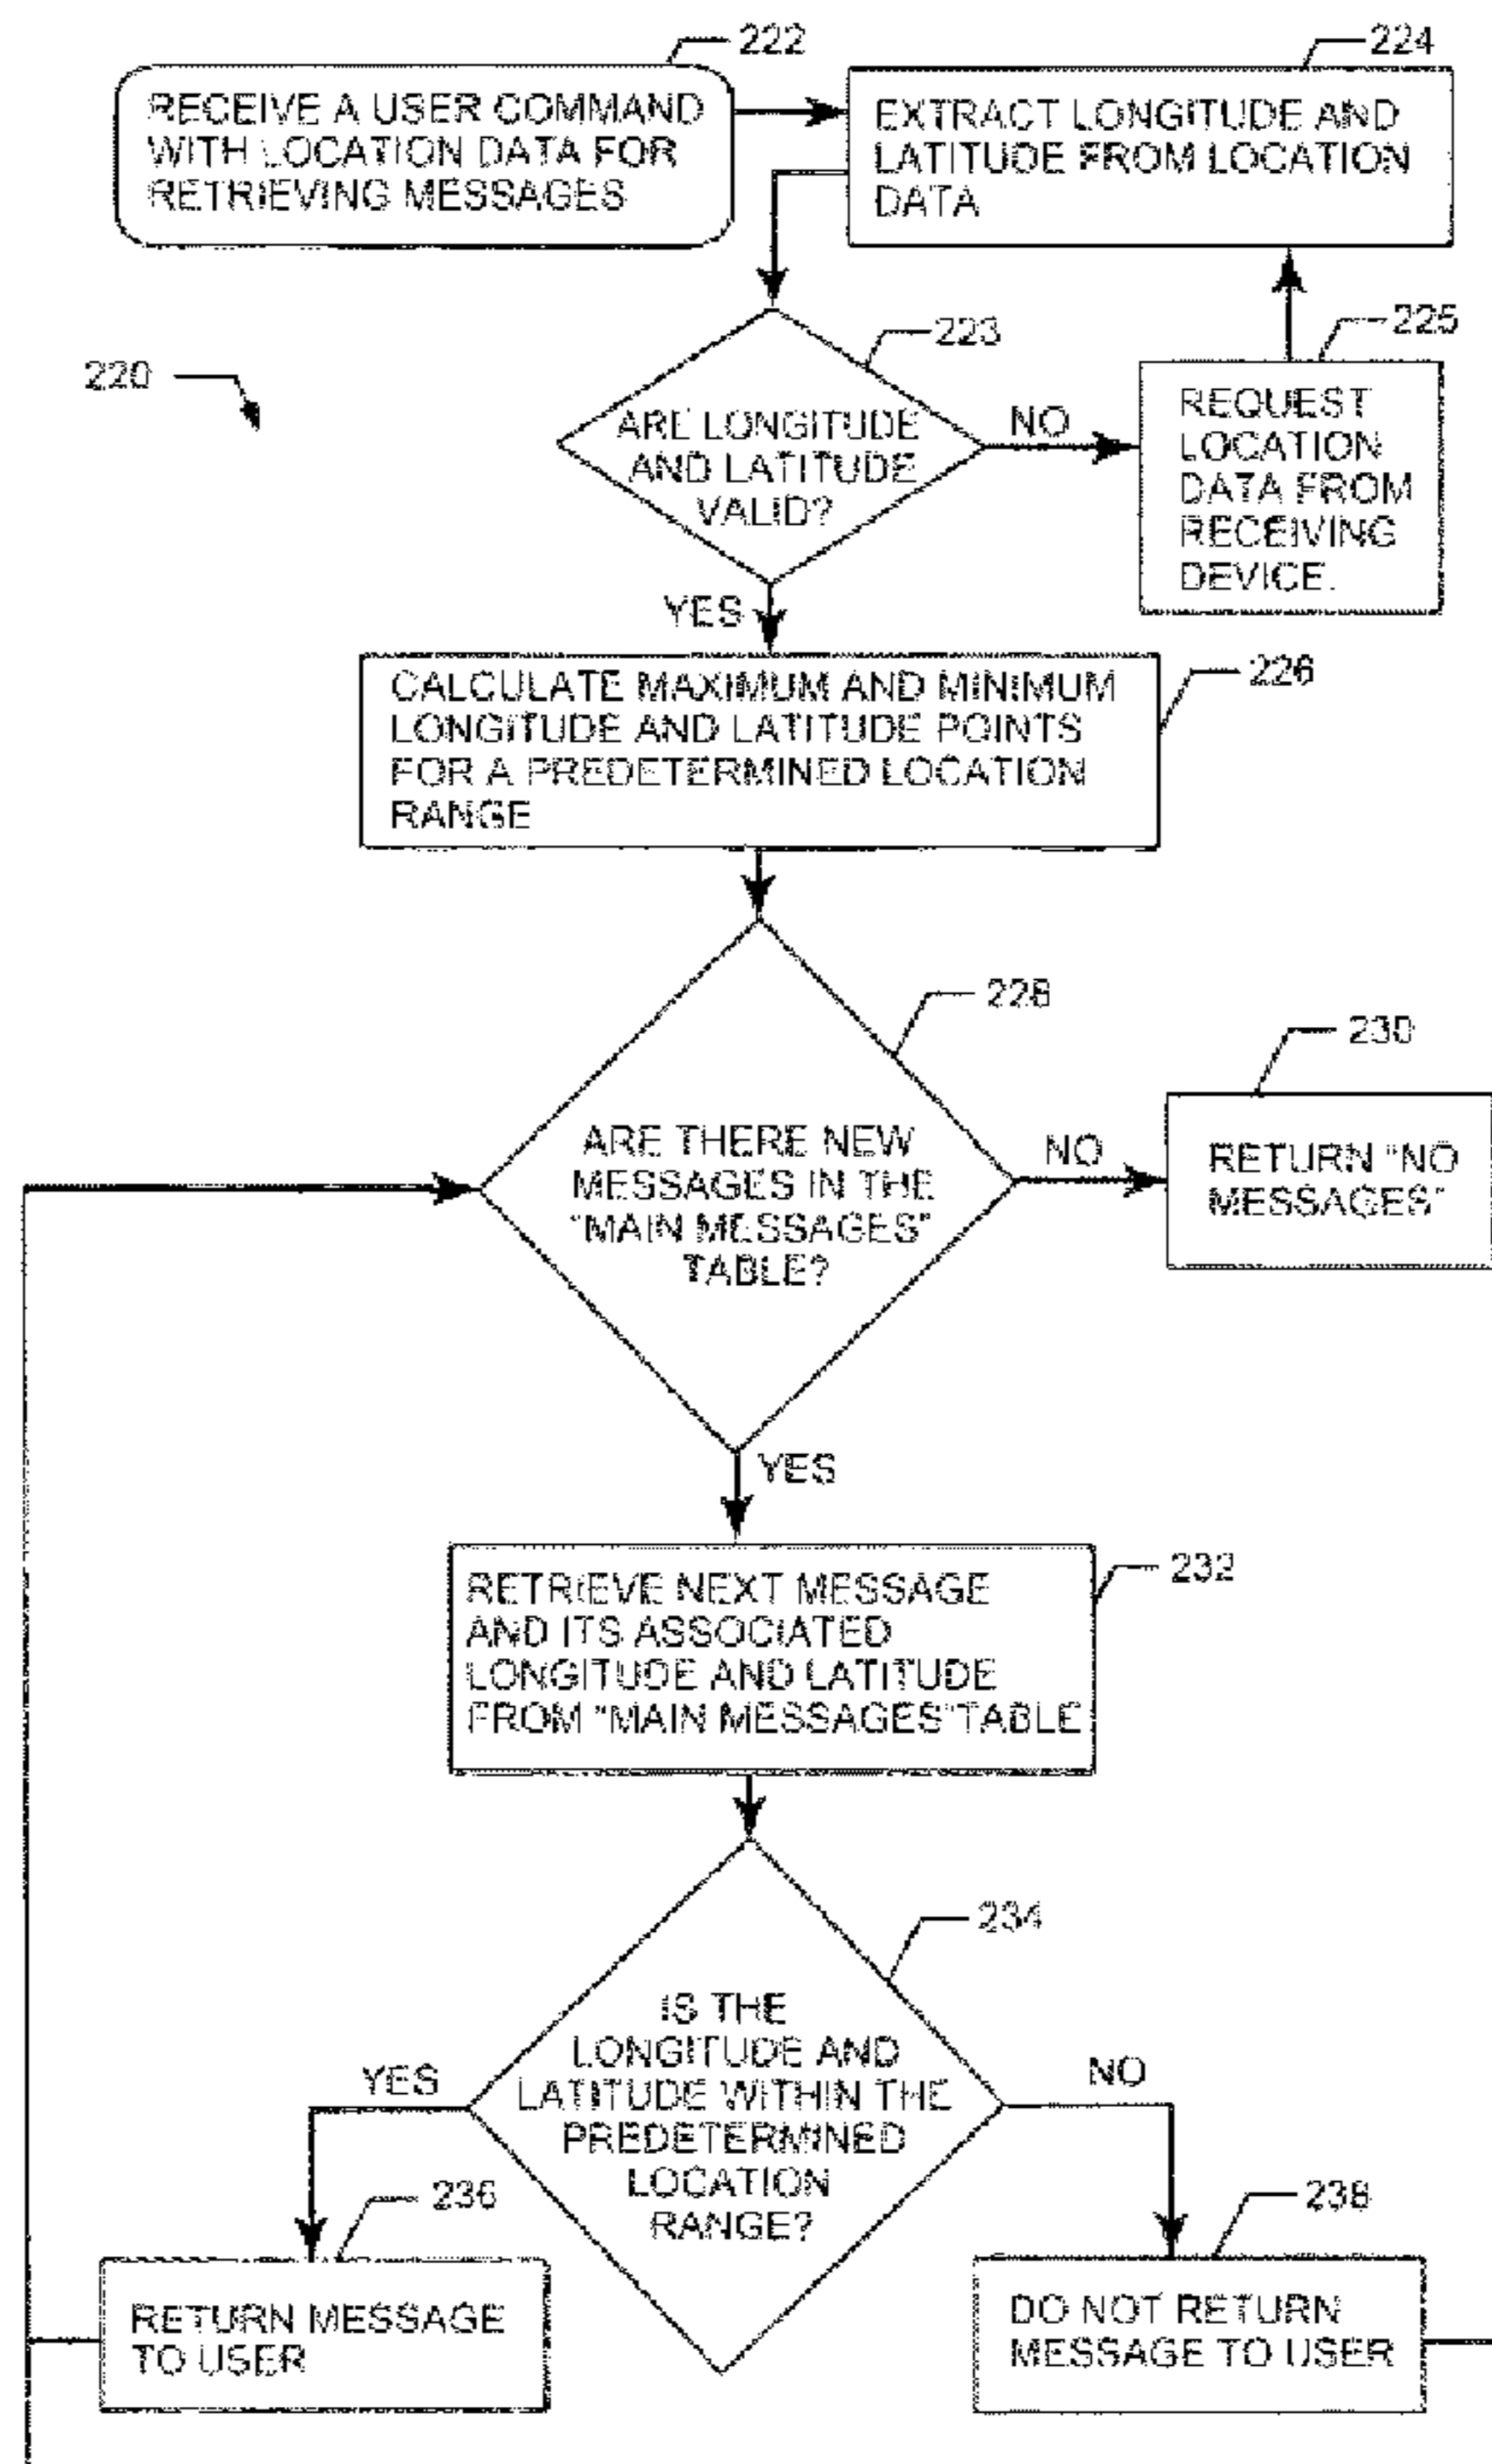 222
RECEIVE A USER COMMAND
WITH LOCATION DATA FOR
RETRIEVING MESSAGES
224
EXTRACT LONGITUDE AND
LATITUDE FROM LOCATION
DATA
220
223
ARE LONGITUDE
AND LATITUDE
VALID?
NO
225
REQUEST
LOCATION
DATA FROM
RECEIVING
DEVICE.
YES
226
CALCULATE MAXIMUM AND MINIMUM
LONGITUDE AND LATITUDE POINTS
FOR A PREDETERMINED LOCATION
RANGE
228
ARE THERE NEW
MESSAGES IN THE
"MAIN MESSAGES"
TABLE?
NO
230
RETURN "NO
MESSAGES"
YES
232
RETRIEVE NEXT MESSAGE
AND ITS ASSOCIATED
LONGITUDE AND LATITUDE
FROM "MAIN MESSAGES"TABLE
234
IS THE
LONGITUDE AND
LATITUDE WITHIN THE
PREDETERMINED
LOCATION
RANGE?
YES
NO
236
RETURN MESSAGE
TO USER
238
DO NOT RETURN
MESSAGE TO USER